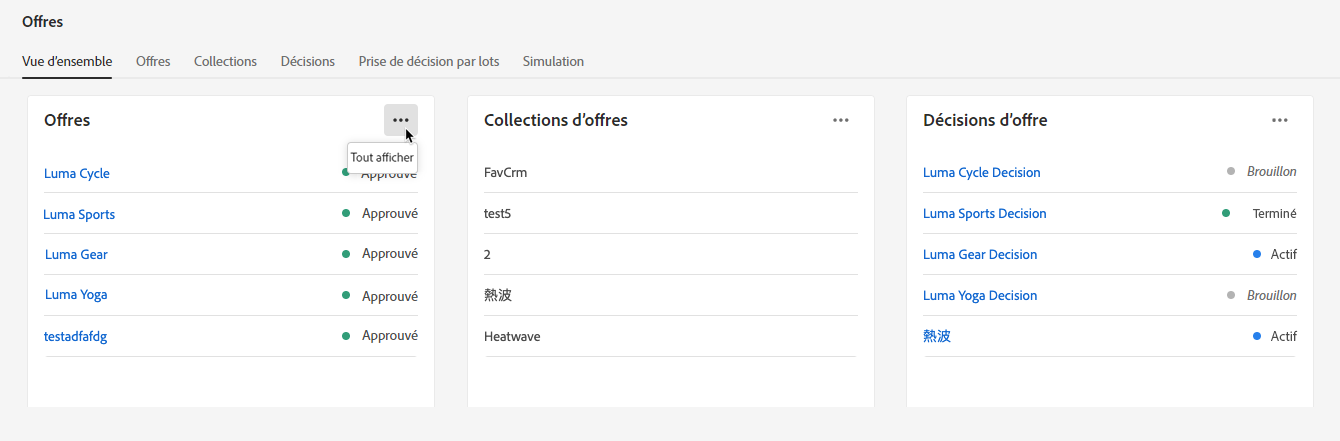 Offres
Vue d’ensemble Offres Collections Décisions Prise de décision par lots Simulation
Offres
Tout afficher
Luma Cycle Approuvé
Luma Sports Approuvé
Luma Gear Approuvé
Luma Yoga Approuvé
testadfafdg Approuvé
Collections d’offres
FavCrm
test5
2
熱波
Heatwave
Décisions d’offre
Luma Cycle Decision Brouillon
Luma Sports Decision Terminé
Luma Gear Decision Actif
Luma Yoga Decision Brouillon
熱波 Actif